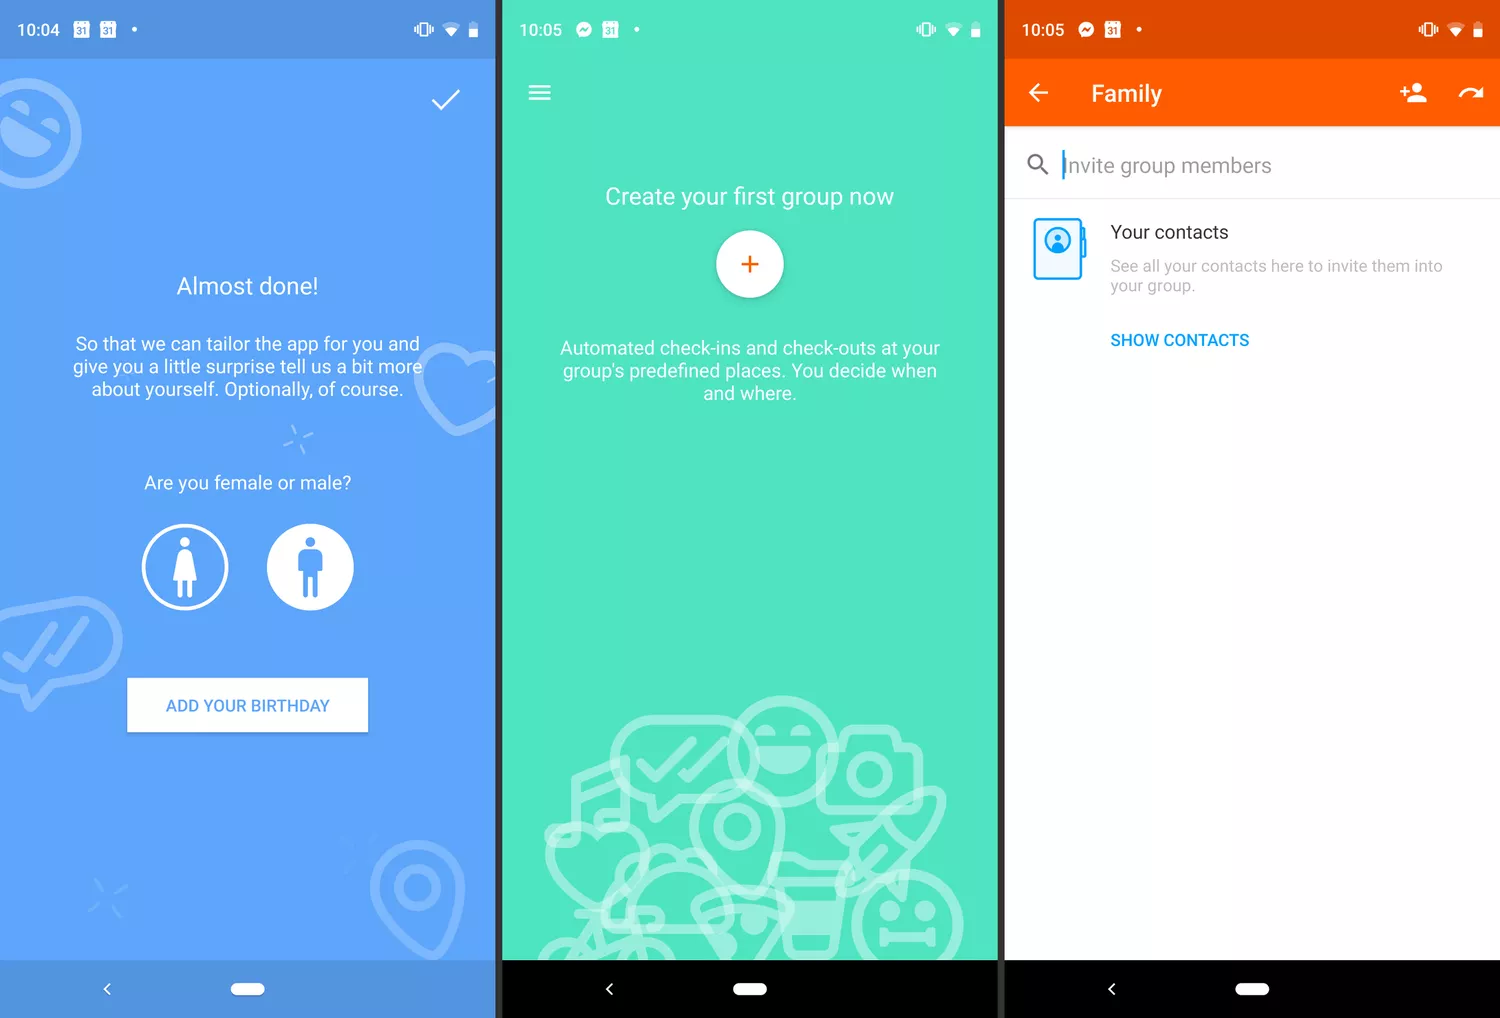 10:04 31 31
Almost done!
So that we can tailor the app for you and
give you a little surprise tell us a bit more
about yourself. Optionally, of course.
Are you female or male?
ADD YOUR BIRTHDAY
10:05 31
Create your first group now
Automated check-ins and check-outs at your
group's predefined places. You decide when
and where.
10:05 31
Family
Invite group members
Your contacts
See all your contacts here to invite them into
your group.
SHOW CONTACTS